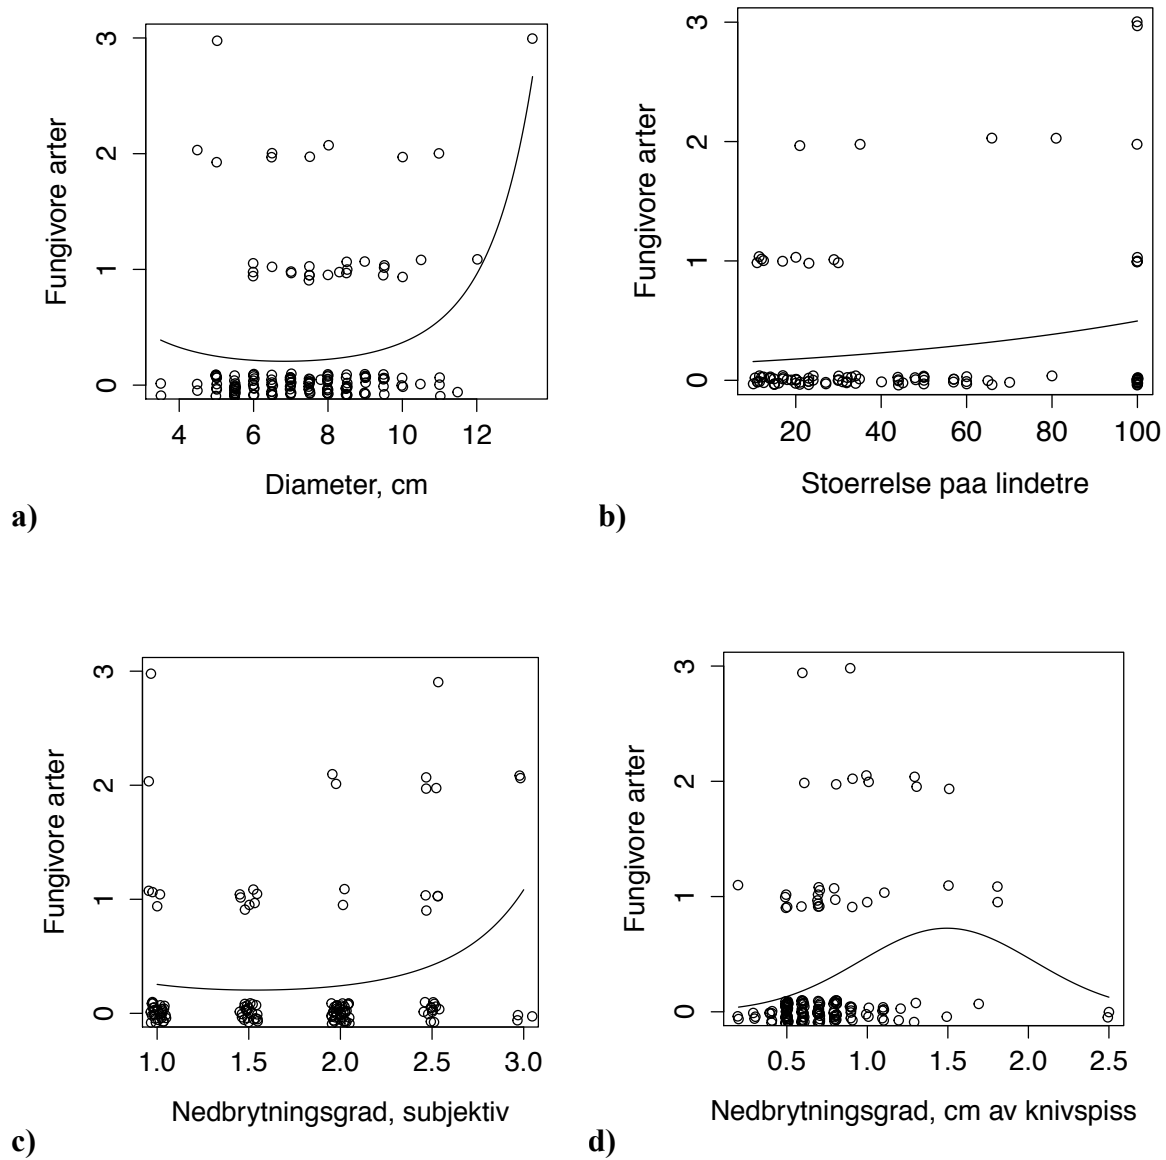 3
2
1
0
Fungivore arter
4 6 8 10 12
Diameter, cm
a)
3
2
1
0
Fungivore arter
20 40 60 80 100
Stoerrelse paa lindetre
b)
3
2
1
0
Fungivore arter
1.0 1.5 2.0 2.5 3.0
Nedbrytningsgrad, subjektiv
c)
3
2
1
0
Fungivore arter
0.5 1.0 1.5 2.0 2.5
Nedbrytningsgrad, cm av knivspiss
d)